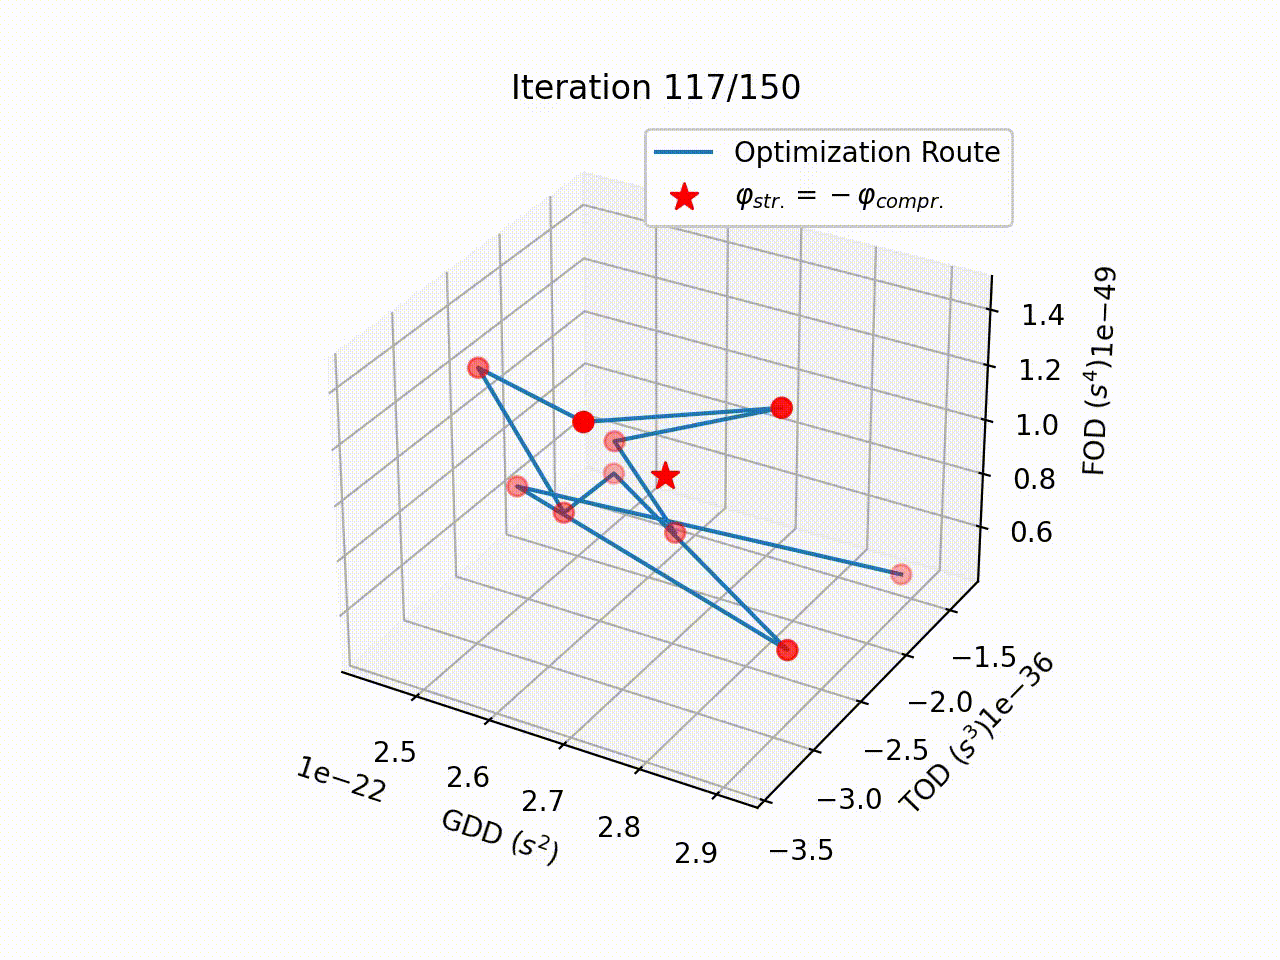 Iteration 117/150
Optimization Route
φstr. = −φcompr.
1.4
1.2
1.0
0.8
0.6
FOD (s⁴)1e−49
−1.5
−2.0
−2.5
−3.0
−3.5
TOD (s³)1e−36
2.5
2.6
2.7
2.8
2.9
1e−22
GDD (s²)